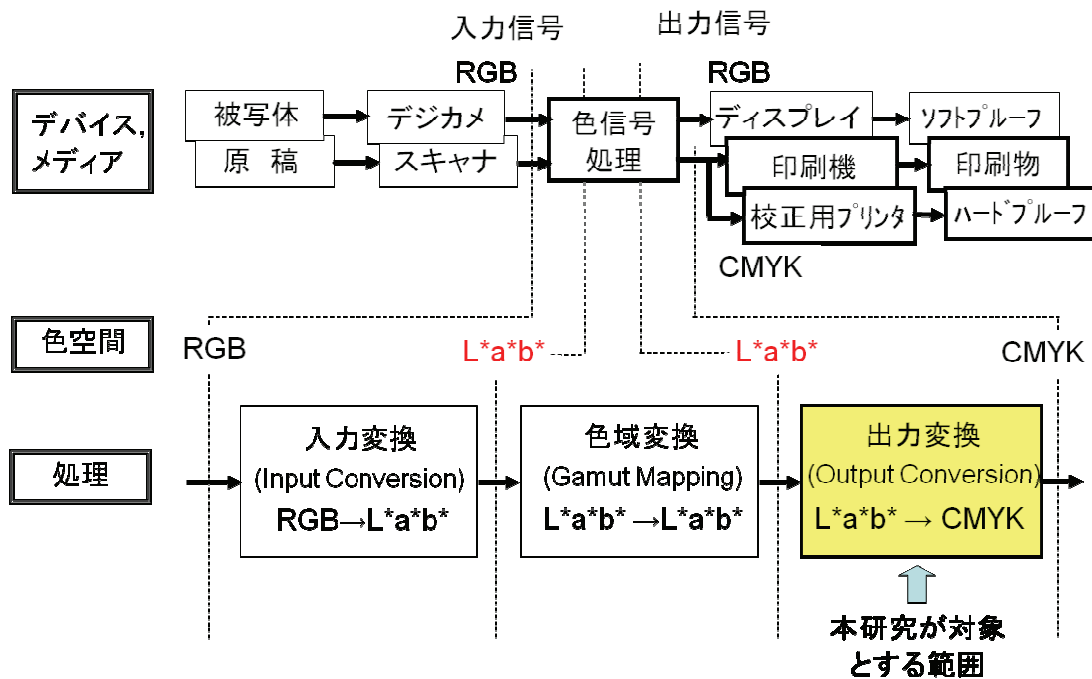 入力信号
出力信号
RGB
RGB
デバイス,
メディア
被写体
デジカメ
色信号
処理
ディスプレイ
ソフトプルーフ
原 稿
スキャナ
印刷機
印刷物
校正用プリンタ
ハードプルーフ
CMYK
色空間
RGB
L*a*b*
L*a*b*
CMYK
処理
入力変換
(Input Conversion)
RGB→L*a*b*
色域変換
(Gamut Mapping)
L*a*b* →L*a*b*
出力変換
(Output Conversion)
L*a*b* → CMYK
本研究が対象
とする範囲